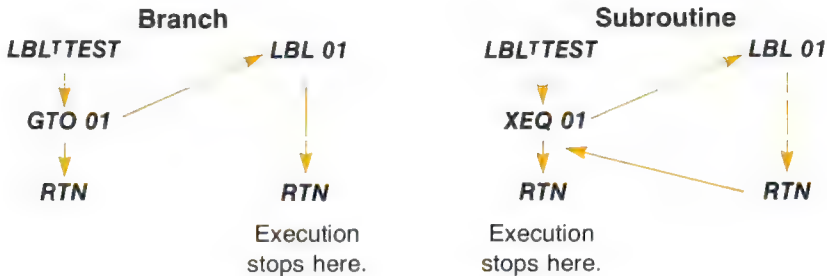 Branch
LBLᵀTEST
LBL 01
GTO 01
RTN
RTN
Execution
stops here.
Subroutine
LBLᵀTEST
LBL 01
XEQ 01
RTN
RTN
Execution
stops here.